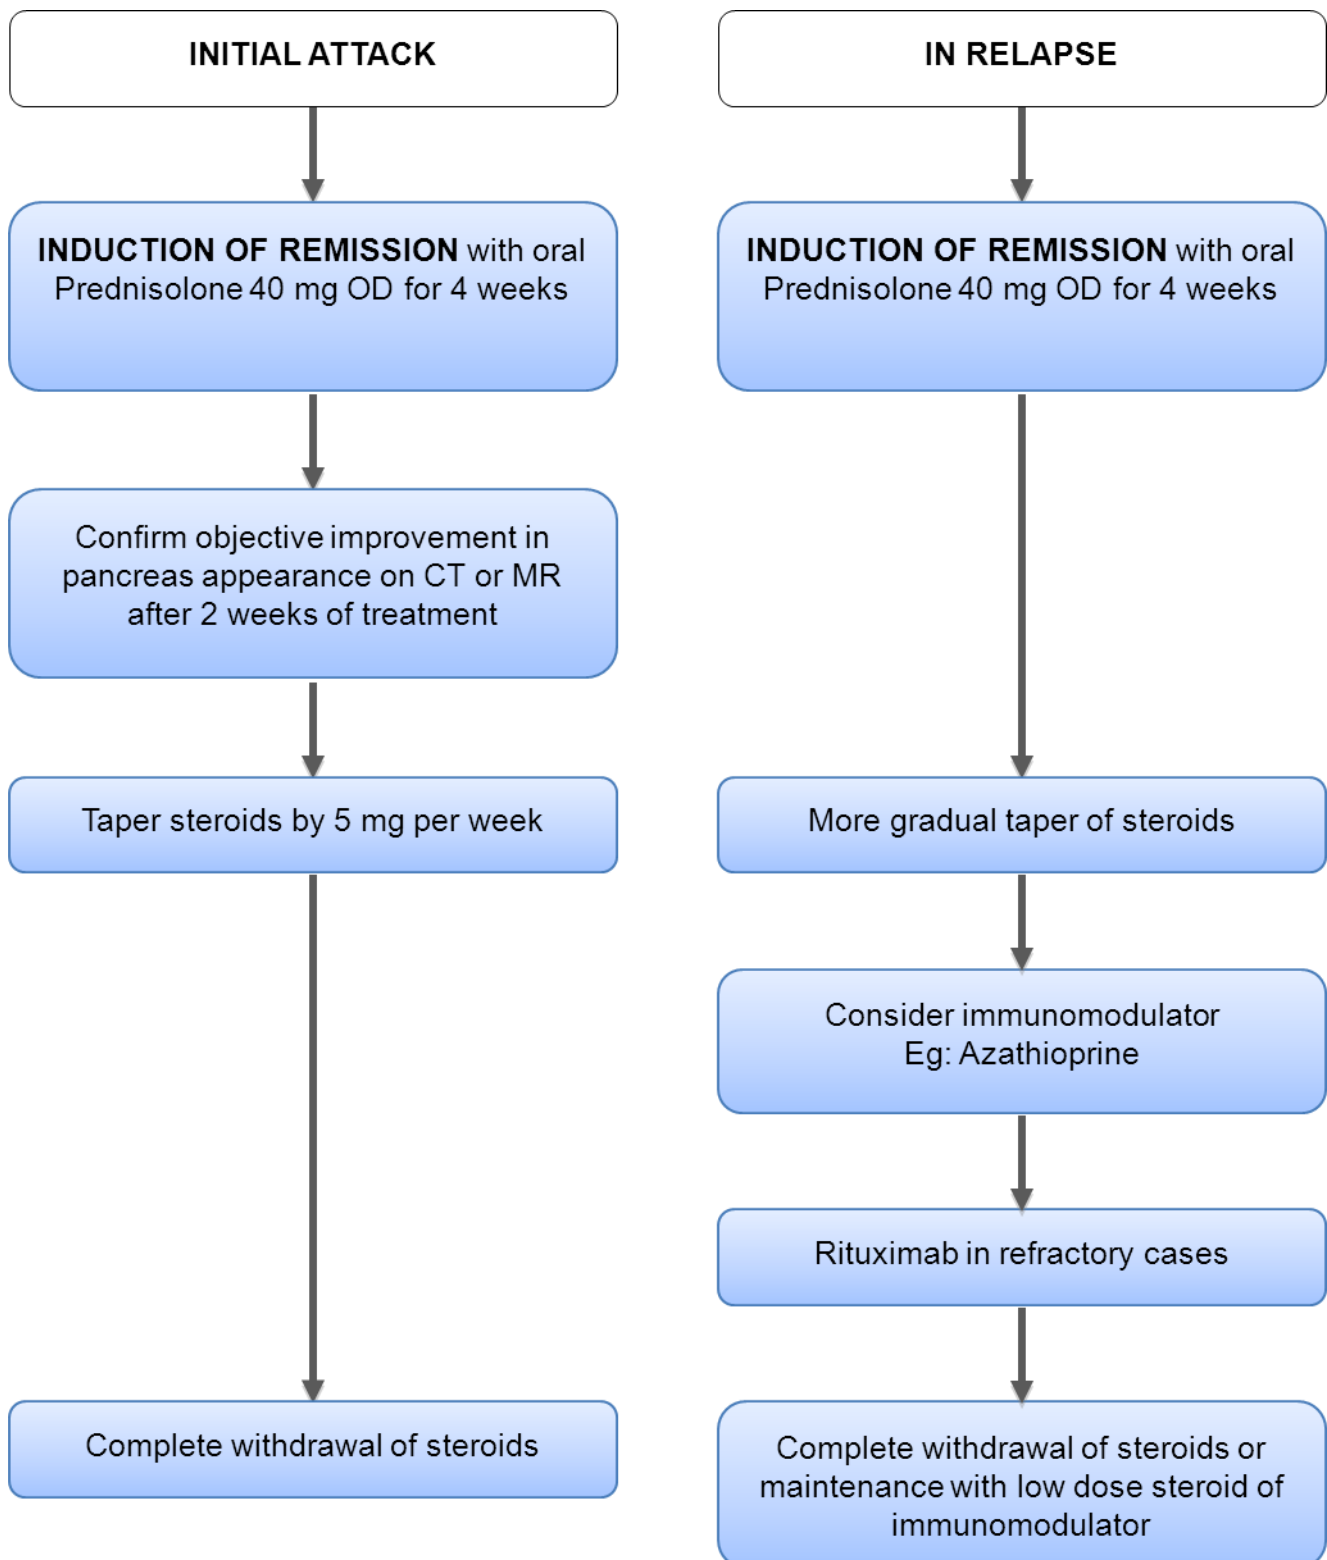 INITIAL ATTACK
INDUCTION OF REMISSION with oral
Prednisolone 40 mg OD for 4 weeks
Confirm objective improvement in
pancreas appearance on CT or MR
after 2 weeks of treatment
Taper steroids by 5 mg per week
Complete withdrawal of steroids
IN RELAPSE
INDUCTION OF REMISSION with oral
Prednisolone 40 mg OD for 4 weeks
More gradual taper of steroids
Consider immunomodulator
Eg: Azathioprine
Rituximab in refractory cases
Complete withdrawal of steroids or
maintenance with low dose steroid of
immunomodulator